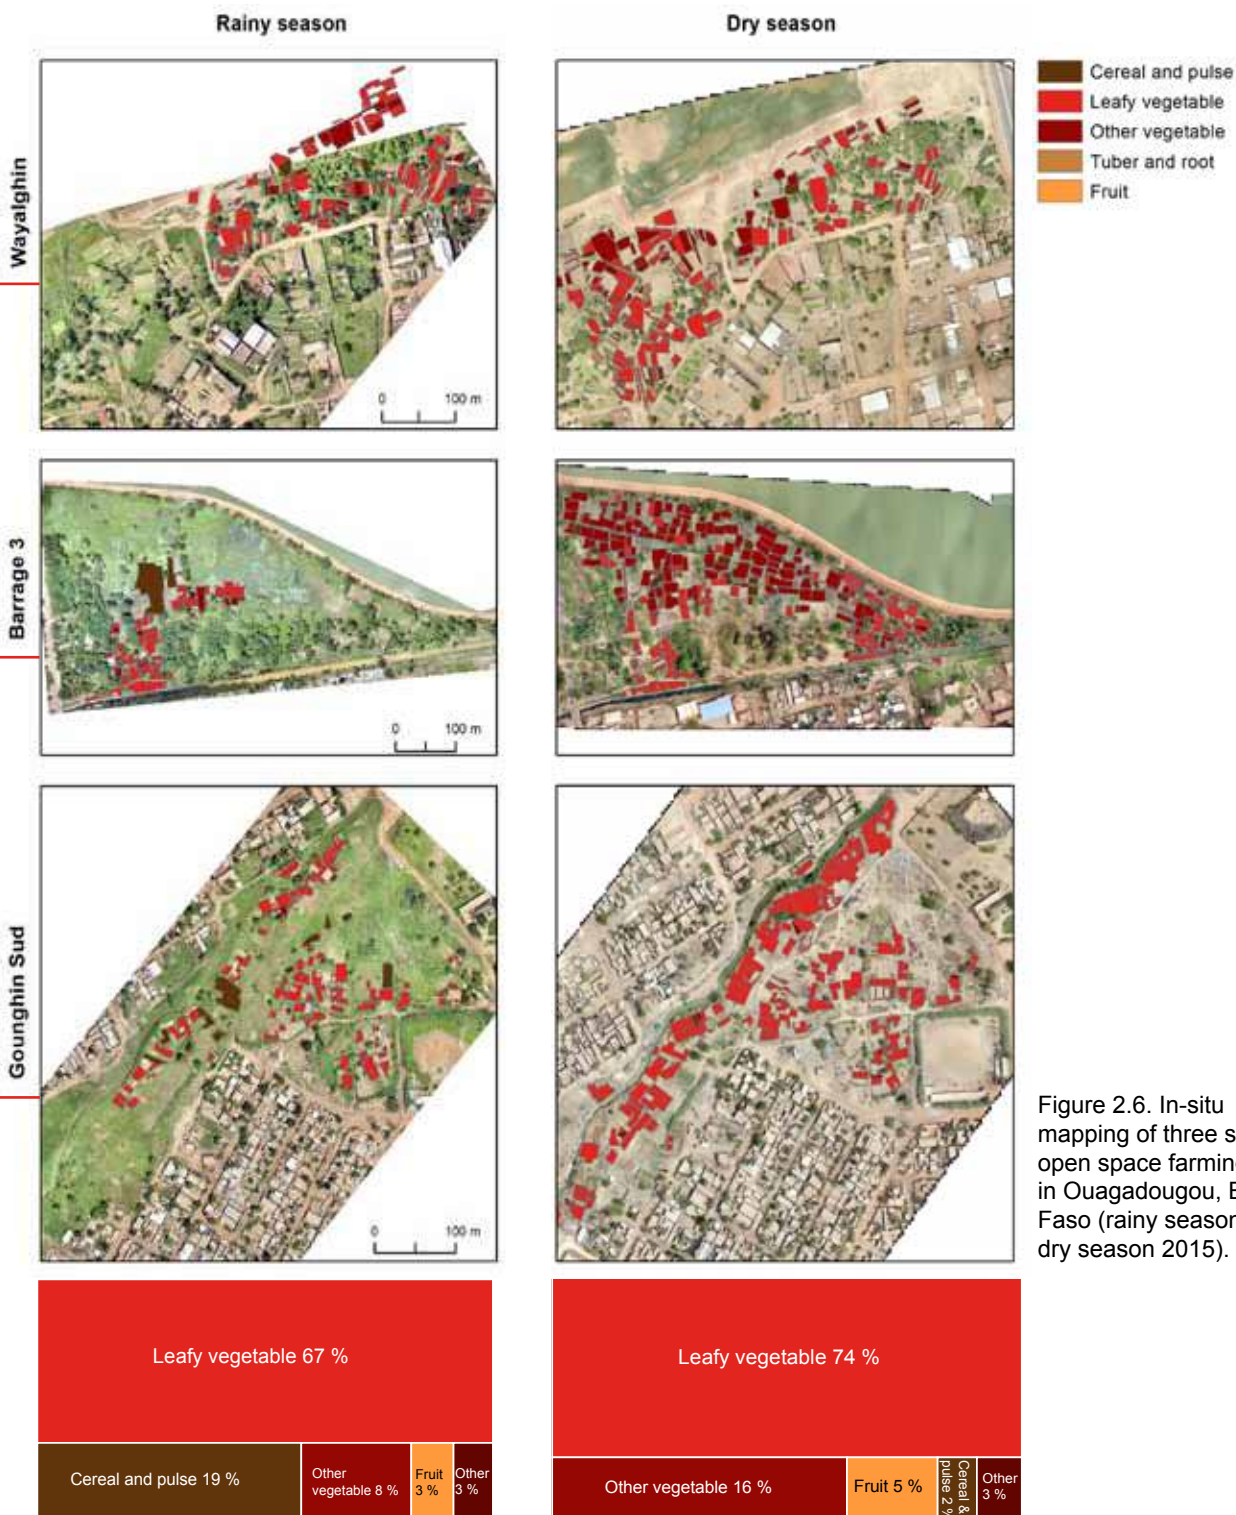 Rainy season
Dry season
Cereal and pulse
Leafy vegetable
Other vegetable
Tuber and root
Fruit
Wayalghin
0 100 m
Barrage 3
0 100 m
Gounghin Sud
0 100 m
Figure 2.6. In-situ
mapping of three s
open space farmin
in Ouagadougou, B
Faso (rainy season
dry season 2015).
Leafy vegetable 67 %
Cereal and pulse 19 %
Other
vegetable 8 %
Fruit
3 %
Other
3 %
Leafy vegetable 74 %
Other vegetable 16 %
Fruit 5 %
Cereal &
pulse 2 %
Other
3 %